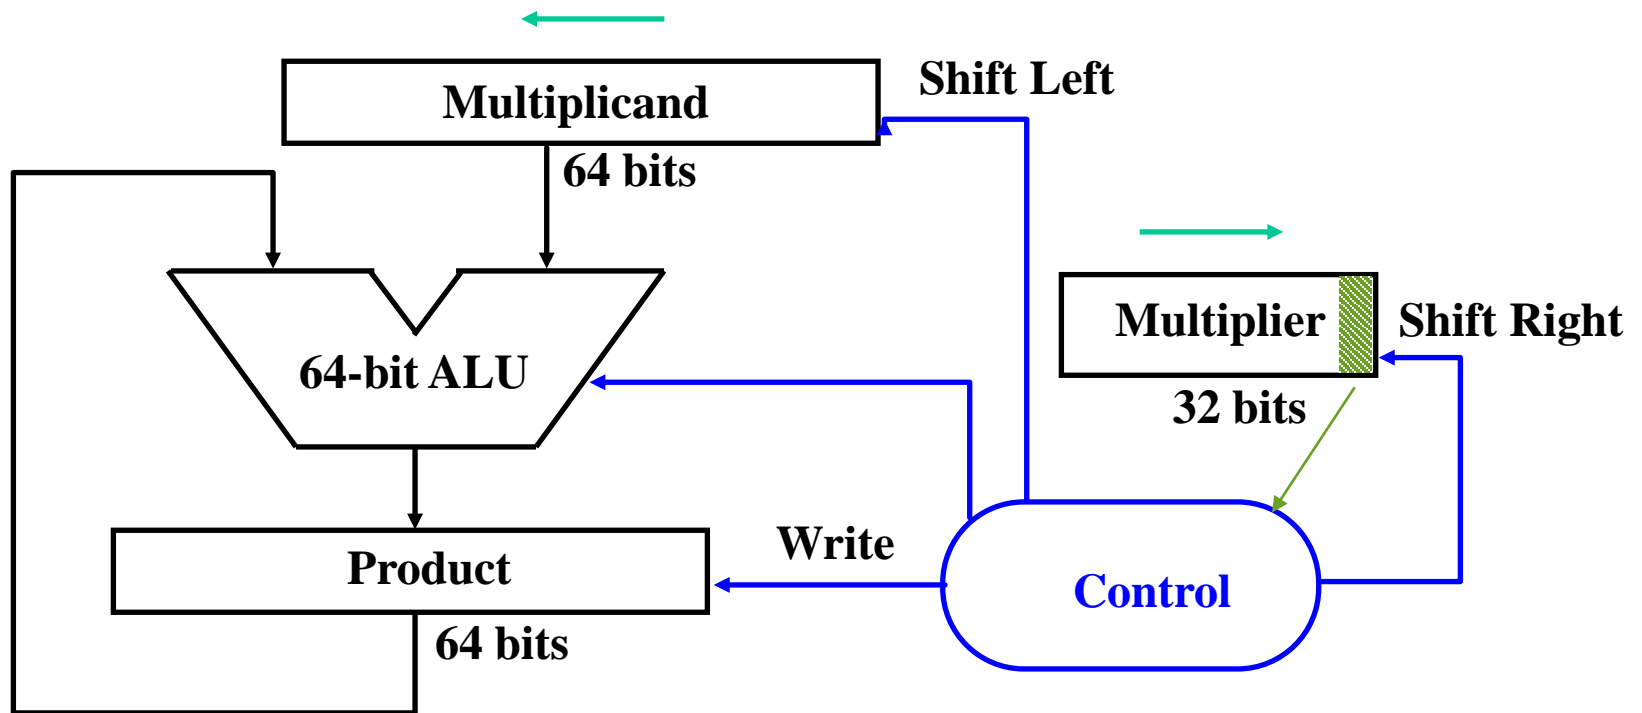 Shift Left
Multiplicand
64 bits
Multiplier
Shift Right
64-bit ALU
32 bits
Write
Product
Control
64 bits